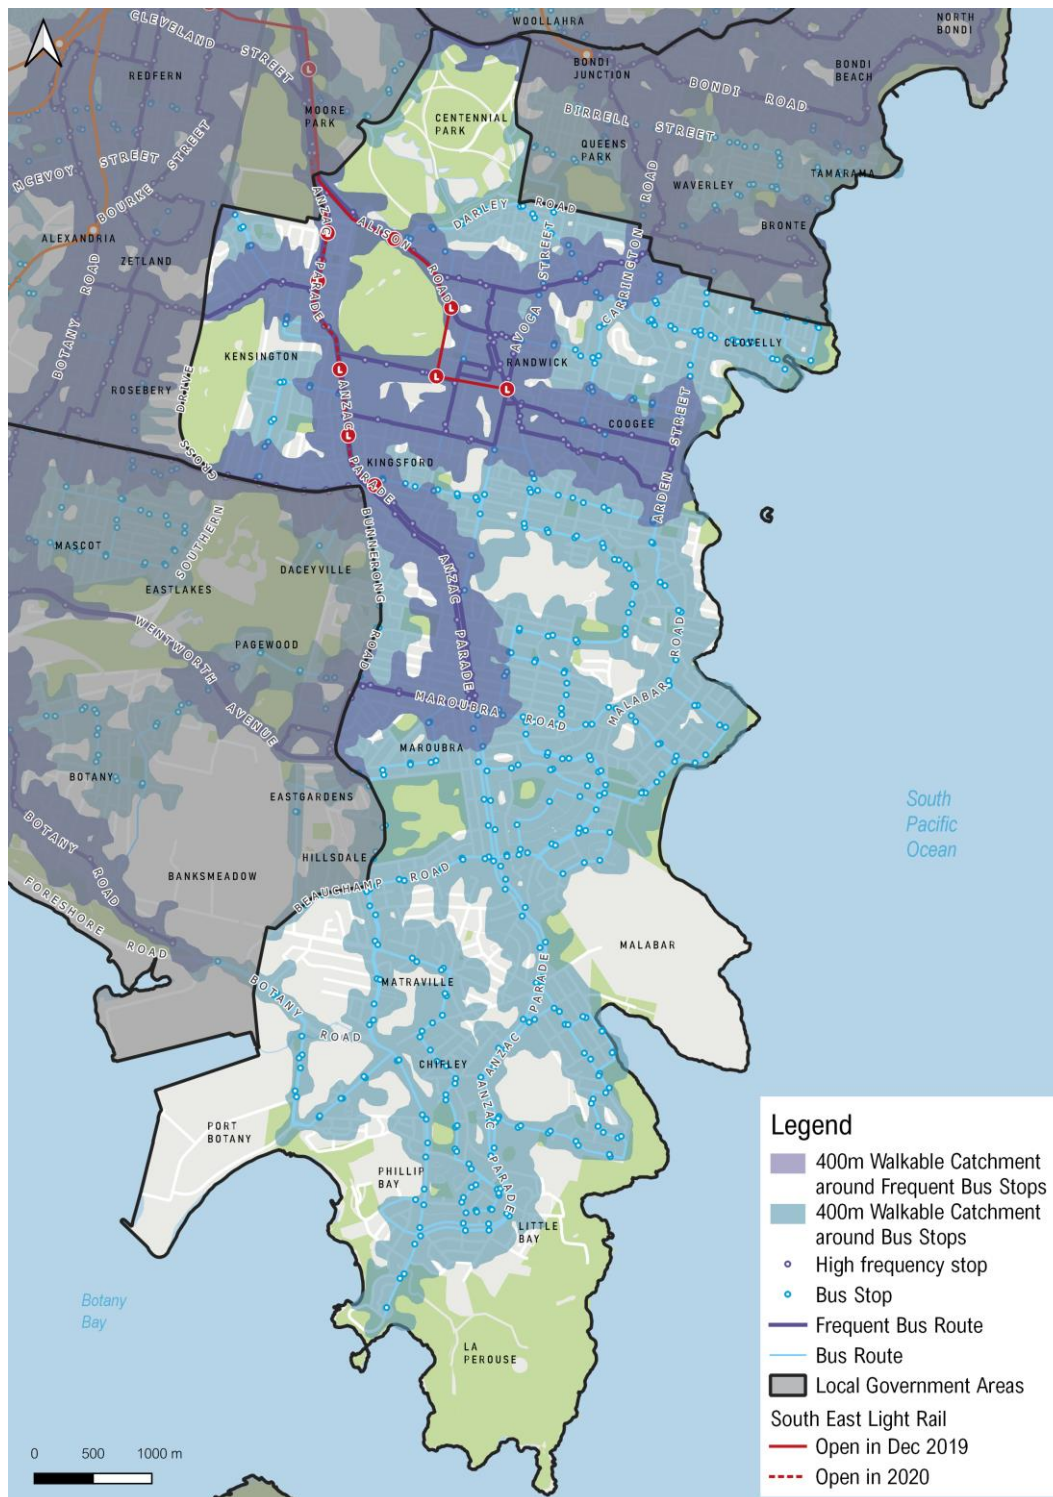 WOOLLAHRA
NORTH
BONDI
CLEVELAND STREET
REDFERN
BONDI
JUNCTION
BONDI
BEACH
BONDI ROAD
MOORE
PARK
CENTENNIAL
PARK
BIRRELL STREET
QUEENS
PARK
MCEVOY STREET
BOURKE STREET
WAVERLEY
TAMARAMA
ROAD
ANZAC PARADE
ALISON ROAD
DARLEY ROAD
BRONTE
ALEXANDRIA
ZETLAND
BOTANY ROAD
AVOCA STREET
CARRINGTON
L
L
L
L
L
L
KENSINGTON
RANDWICK
CLOVELLY
ROSEBERY
DRIVE
ANZAC
COOGEE
ARDEN STREET
CROSS
KINGSFORD
PARADE
BUNNERONG ROAD
MASCOT
SOUTHERN
DACEYVILLE
EASTLAKES
ANZAC PARADE
WENTWORTH AVENUE
PAGEWOOD
ROAD
MALABAR
MAROUBRA ROAD
MAROUBRA
BOTANY
EASTGARDENS
HILLSDALE
BOTANY ROAD
BANKSMEADOW
BEAUCHAMP ROAD
FORESHORE ROAD
South
Pacific
Ocean
MALABAR
MATRAVILLE
PARADE
ANZAC
BOTANY ROAD
CHIFLEY
ANZAC PARADE
PORT
BOTANY
PHILLIP
BAY
LITTLE
BAY
Botany
Bay
LA
PEROUSE
0 500 1000 m
Legend
400m Walkable Catchment
around Frequent Bus Stops
400m Walkable Catchment
around Bus Stops
High frequency stop
Bus Stop
Frequent Bus Route
Bus Route
Local Government Areas
South East Light Rail
Open in Dec 2019
Open in 2020